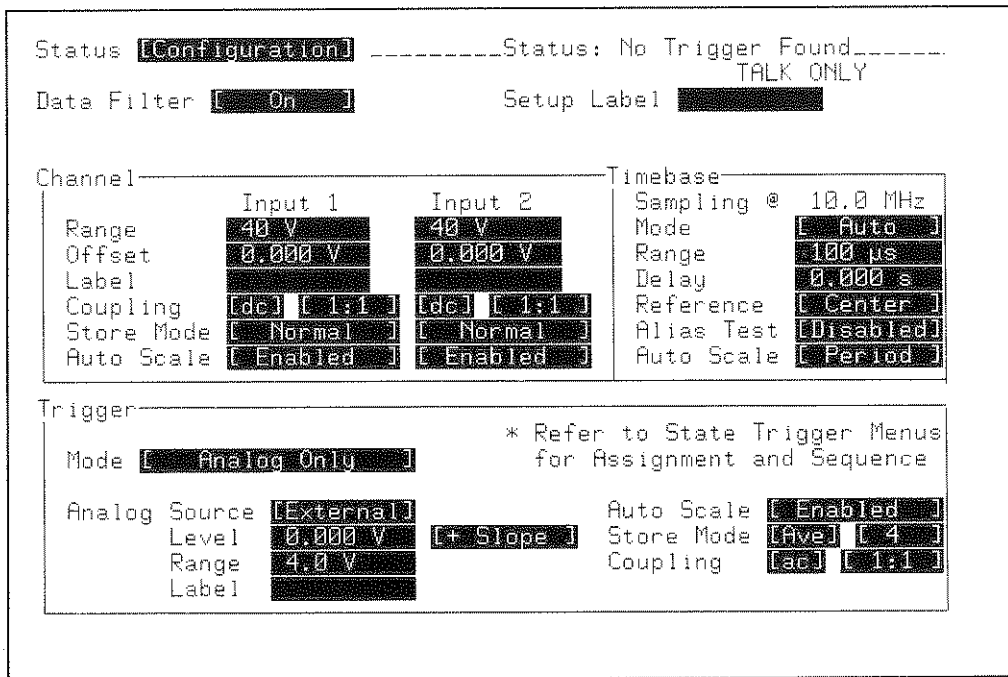 Status [Configuration] _________Status: No Trigger Found______.
TALK ONLY
Data Filter [ On ] Setup Label
Channel
Input 1 Input 2
Range 40 V 40 V
Offset 0.000 V 0.000 V
Label
Coupling [dc] [ 1:1 ] [dc] [ 1:1 ]
Store Mode [ Normal ] [ Normal ]
Auto Scale [ Enabled ] [ Enabled ]
Timebase
Sampling @ 10.0 MHz
Mode [ Auto ]
Range 100 µs
Delay 0.000 s
Reference [ Center ]
Alias Test [Disabled]
Auto Scale [ Period ]
Trigger
* Refer to State Trigger Menus
for Assignment and Sequence
Mode [ Analog Only ]
Analog Source [External]
Level 0.000 V [+ Slope ]
Range 4.0 V
Label
Auto Scale [ Enabled ]
Store Mode [Ave] [ 4 ]
Coupling [ac] [ 1:1 ]